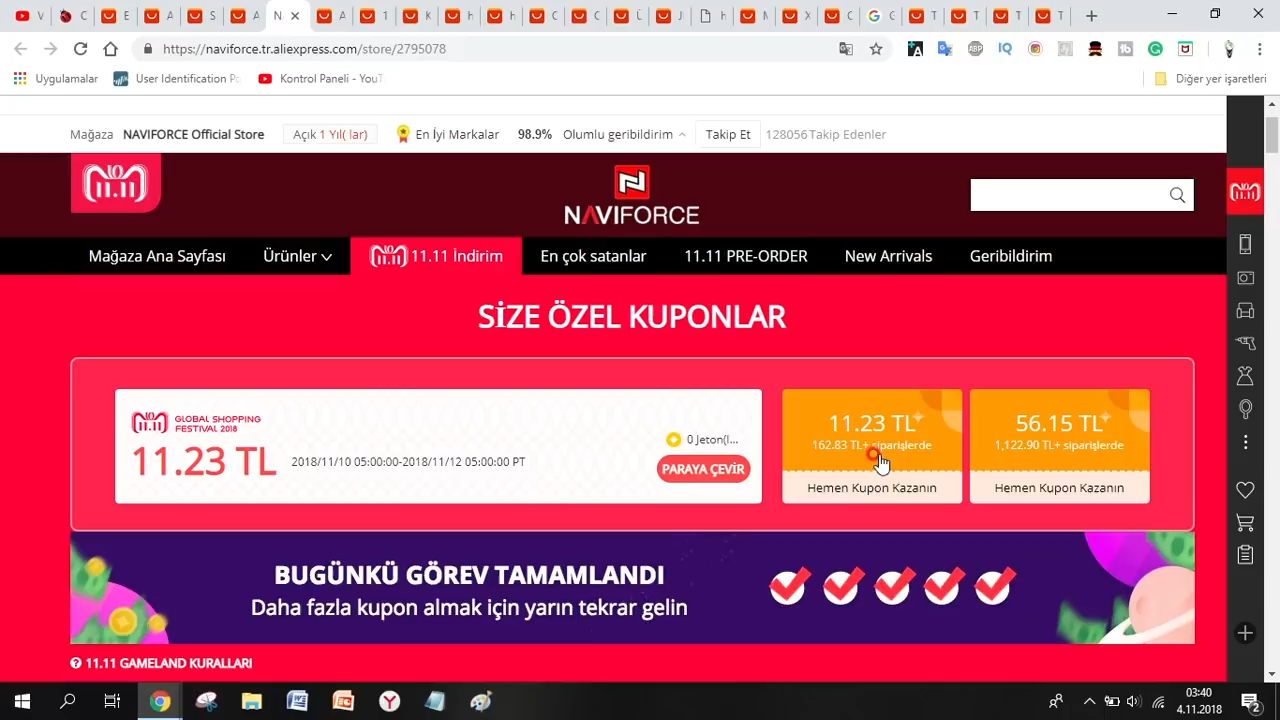 https://naviforce.tr.aliexpress.com/store/2795078
Uygulamalar
User Identification Po
Kontrol Paneli - YouT
Diğer yer işaretleri
Mağaza NAVIFORCE Official Store
Açık 1 Yıl( lar)
En İyi Markalar
98.9% Olumlu geribildirim
Takip Et
128056 Takip Edenler
11.11
NAVIFORCE
Mağaza Ana Sayfası
Ürünler
11.11 İndirim
En çok satanlar
11.11 PRE-ORDER
New Arrivals
Geribildirim
SİZE ÖZEL KUPONLAR
GLOBAL SHOPPING
FESTIVAL 2018
11.23 TL
2018/11/10 05:00:00-2018/11/12 05:00:00 PT
0 Jeton(l...
PARAYA ÇEVİR
11.23 TL
162.83 TL+ siparişlerde
Hemen Kupon Kazanın
56.15 TL
1,122.90 TL+ siparişlerde
Hemen Kupon Kazanın
BUGÜNKÜ GÖREV TAMAMLANDI
Daha fazla kupon almak için yarın tekrar gelin
11.11 GAMELAND KURALLARI
03:40
4.11.2018